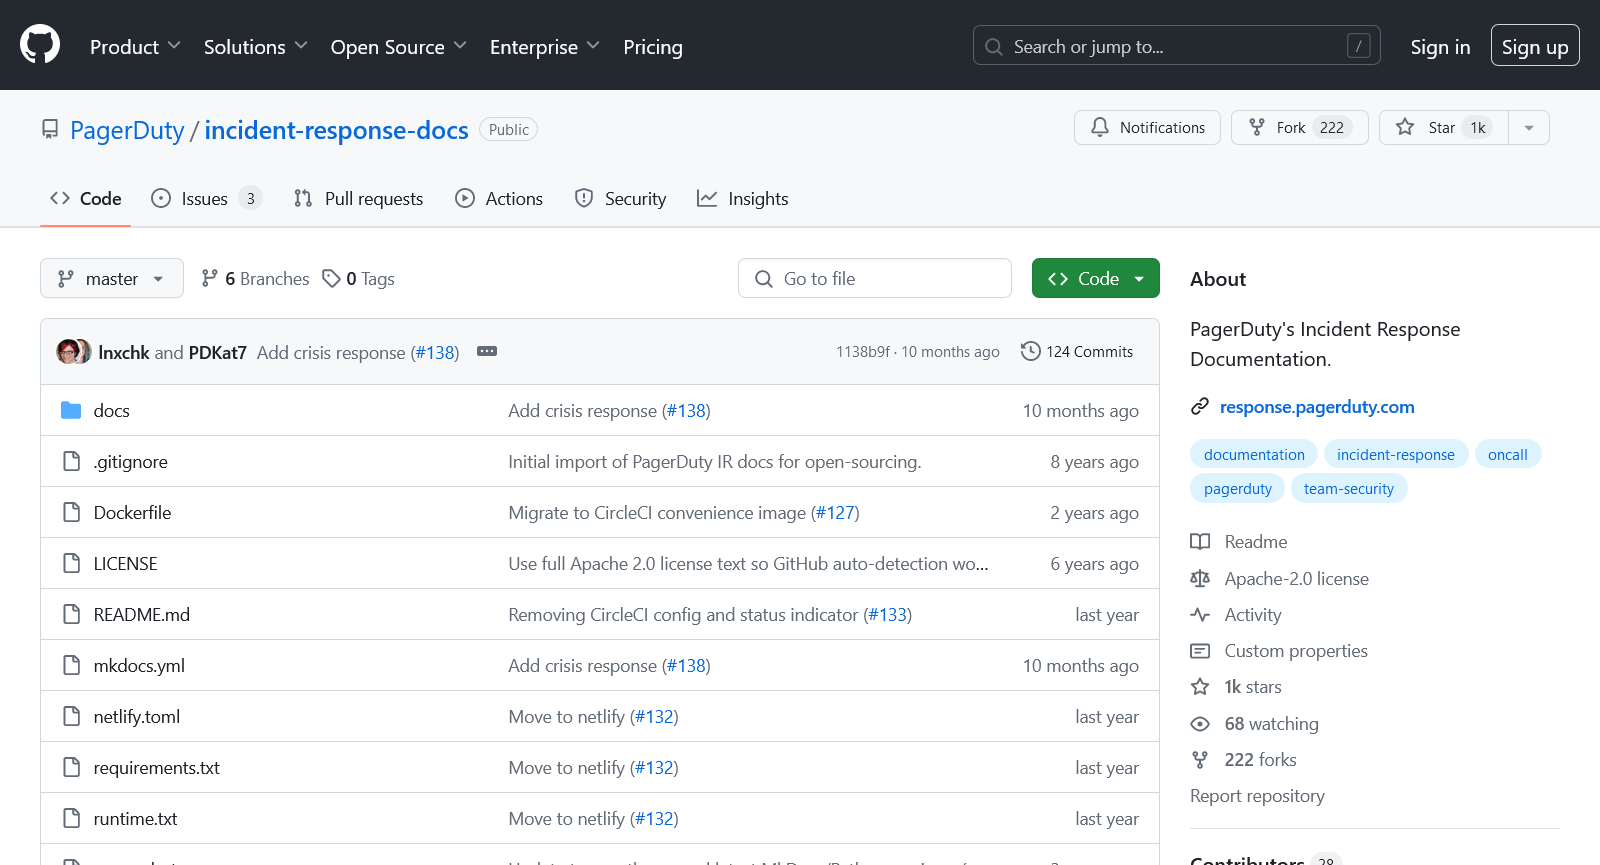 Product Solutions Open Source Enterprise Pricing Search or jump to... / Sign in Sign up
PagerDuty / incident-response-docs Public Notifications Fork 222 Star 1k
Code Issues 3 Pull requests Actions Security Insights
master 6 Branches 0 Tags Go to file Code
lnxchk and PDKat7 Add crisis response (#138) 1138b9f · 10 months ago 124 Commits
docs Add crisis response (#138) 10 months ago
.gitignore Initial import of PagerDuty IR docs for open-sourcing. 8 years ago
Dockerfile Migrate to CircleCI convenience image (#127) 2 years ago
LICENSE Use full Apache 2.0 license text so GitHub auto-detection wo... 6 years ago
README.md Removing CircleCI config and status indicator (#133) last year
mkdocs.yml Add crisis response (#138) 10 months ago
netlify.toml Move to netlify (#132) last year
requirements.txt Move to netlify (#132) last year
runtime.txt Move to netlify (#132) last year
About
PagerDuty's Incident Response
Documentation.
response.pagerduty.com
documentation incident-response oncall
pagerduty team-security
Readme
Apache-2.0 license
Activity
Custom properties
1k stars
68 watching
222 forks
Report repository
Contributors 28